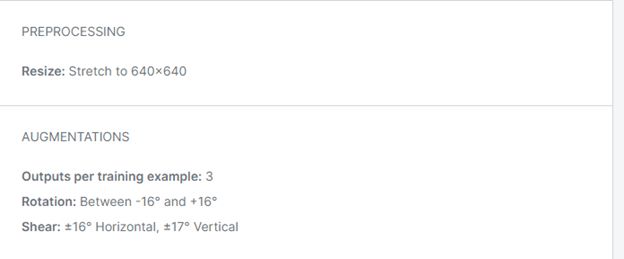 PREPROCESSING
Resize: Stretch to 640×640
AUGMENTATIONS
Outputs per training example: 3
Rotation: Between -16° and +16°
Shear: ±16° Horizontal, ±17° Vertical